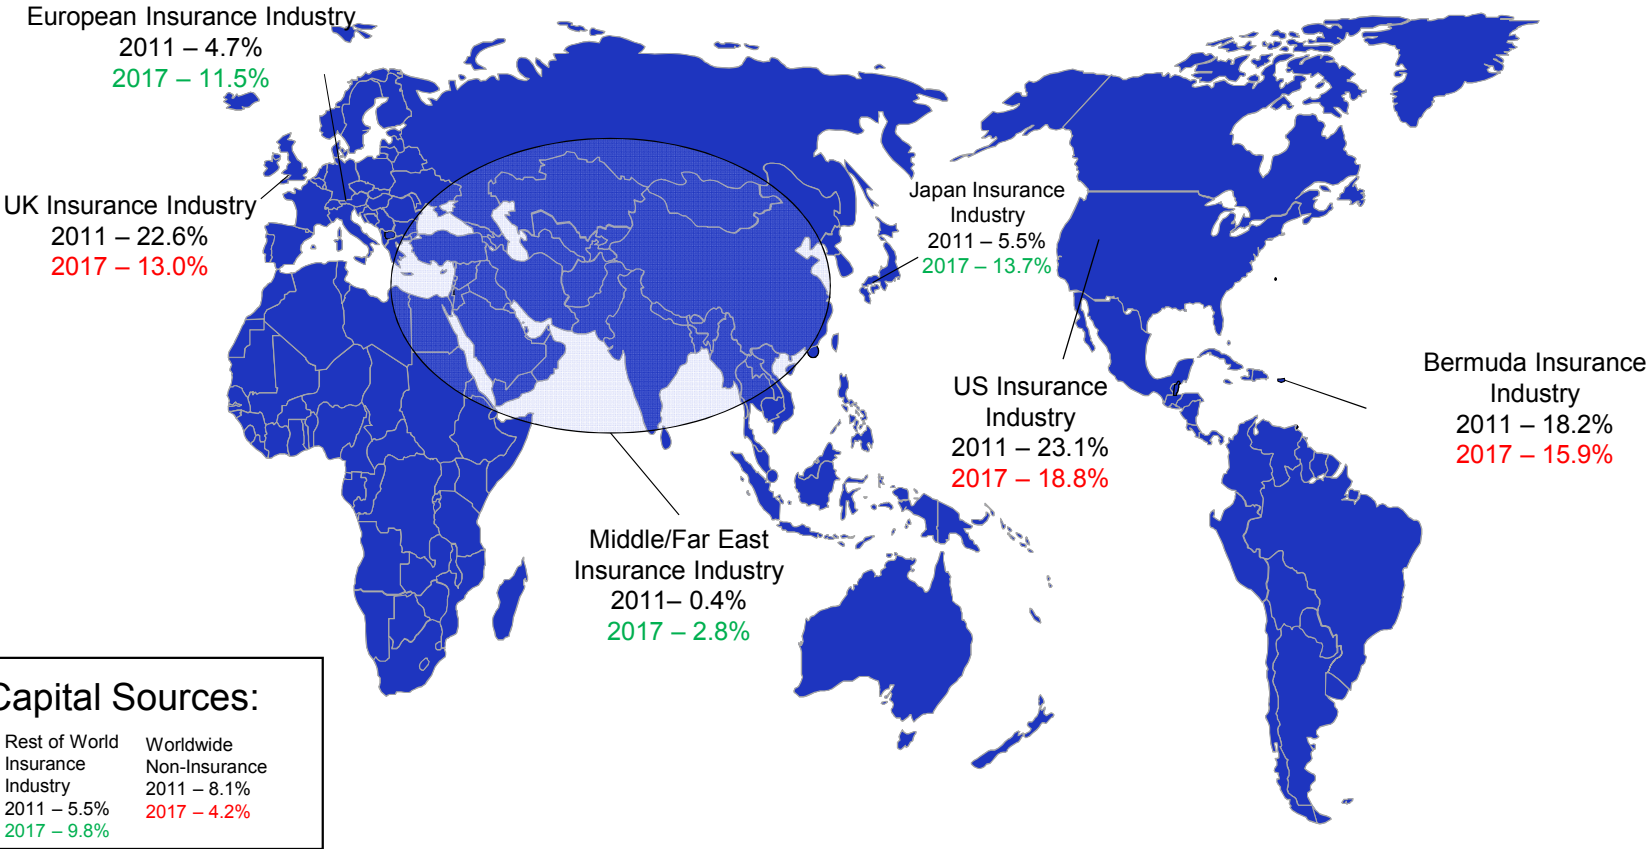 European Insurance Industry
2011 – 4.7%
2017 – 11.5%
UK Insurance Industry
2011 – 22.6%
2017 – 13.0%
Japan Insurance
Industry
2011 – 5.5%
2017 – 13.7%
US Insurance
Industry
2011 – 23.1%
2017 – 18.8%
Bermuda Insurance
Industry
2011 – 18.2%
2017 – 15.9%
Middle/Far East
Insurance Industry
2011– 0.4%
2017 – 2.8%
Capital Sources:
Rest of World
Insurance
Industry
2011 – 5.5%
2017 – 9.8%
Worldwide
Non-Insurance
2011 – 8.1%
2017 – 4.2%